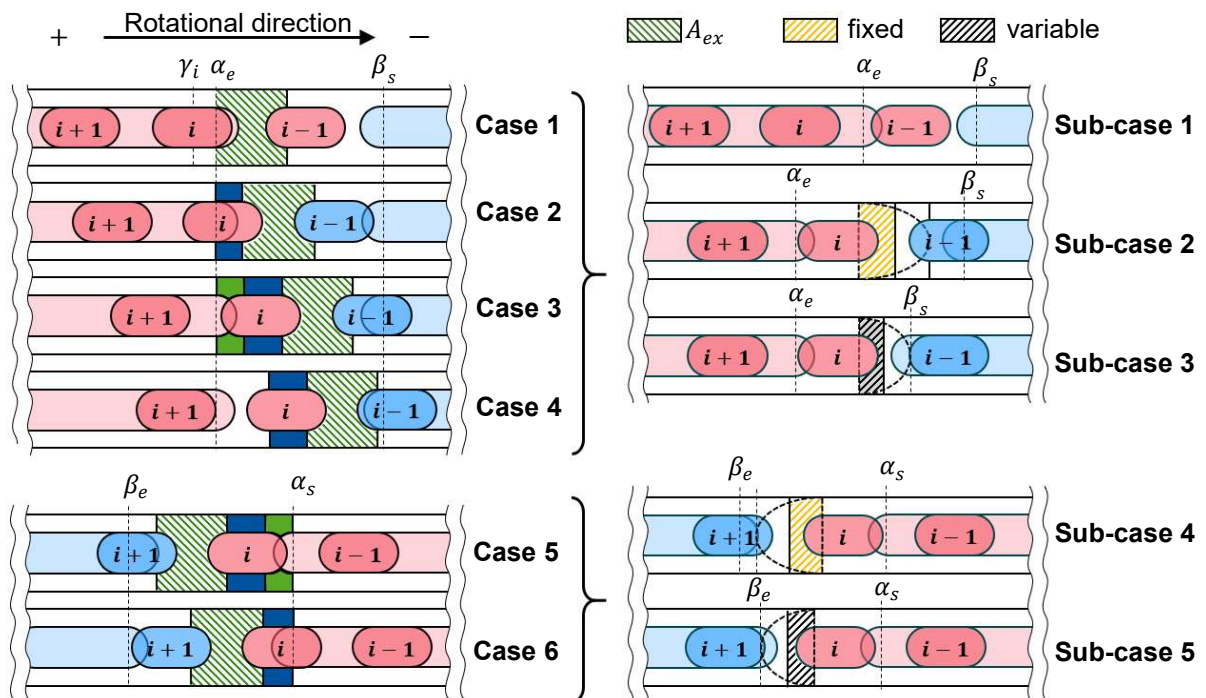 + Rotational direction −
A_ex fixed variable
γ_i α_e β_s
i + 1 i i − 1 Case 1
i + 1 i i − 1 Case 2
i + 1 i i − 1 Case 3
i + 1 i i − 1 Case 4
β_e α_s
i + 1 i i − 1 Case 5
i + 1 i i − 1 Case 6
α_e β_s
i + 1 i i − 1 Sub-case 1
α_e β_s
i + 1 i i − 1 Sub-case 2
α_e β_s
i + 1 i i − 1 Sub-case 3
β_e α_s
i + 1 i i − 1 Sub-case 4
β_e α_s
i + 1 i i − 1 Sub-case 5